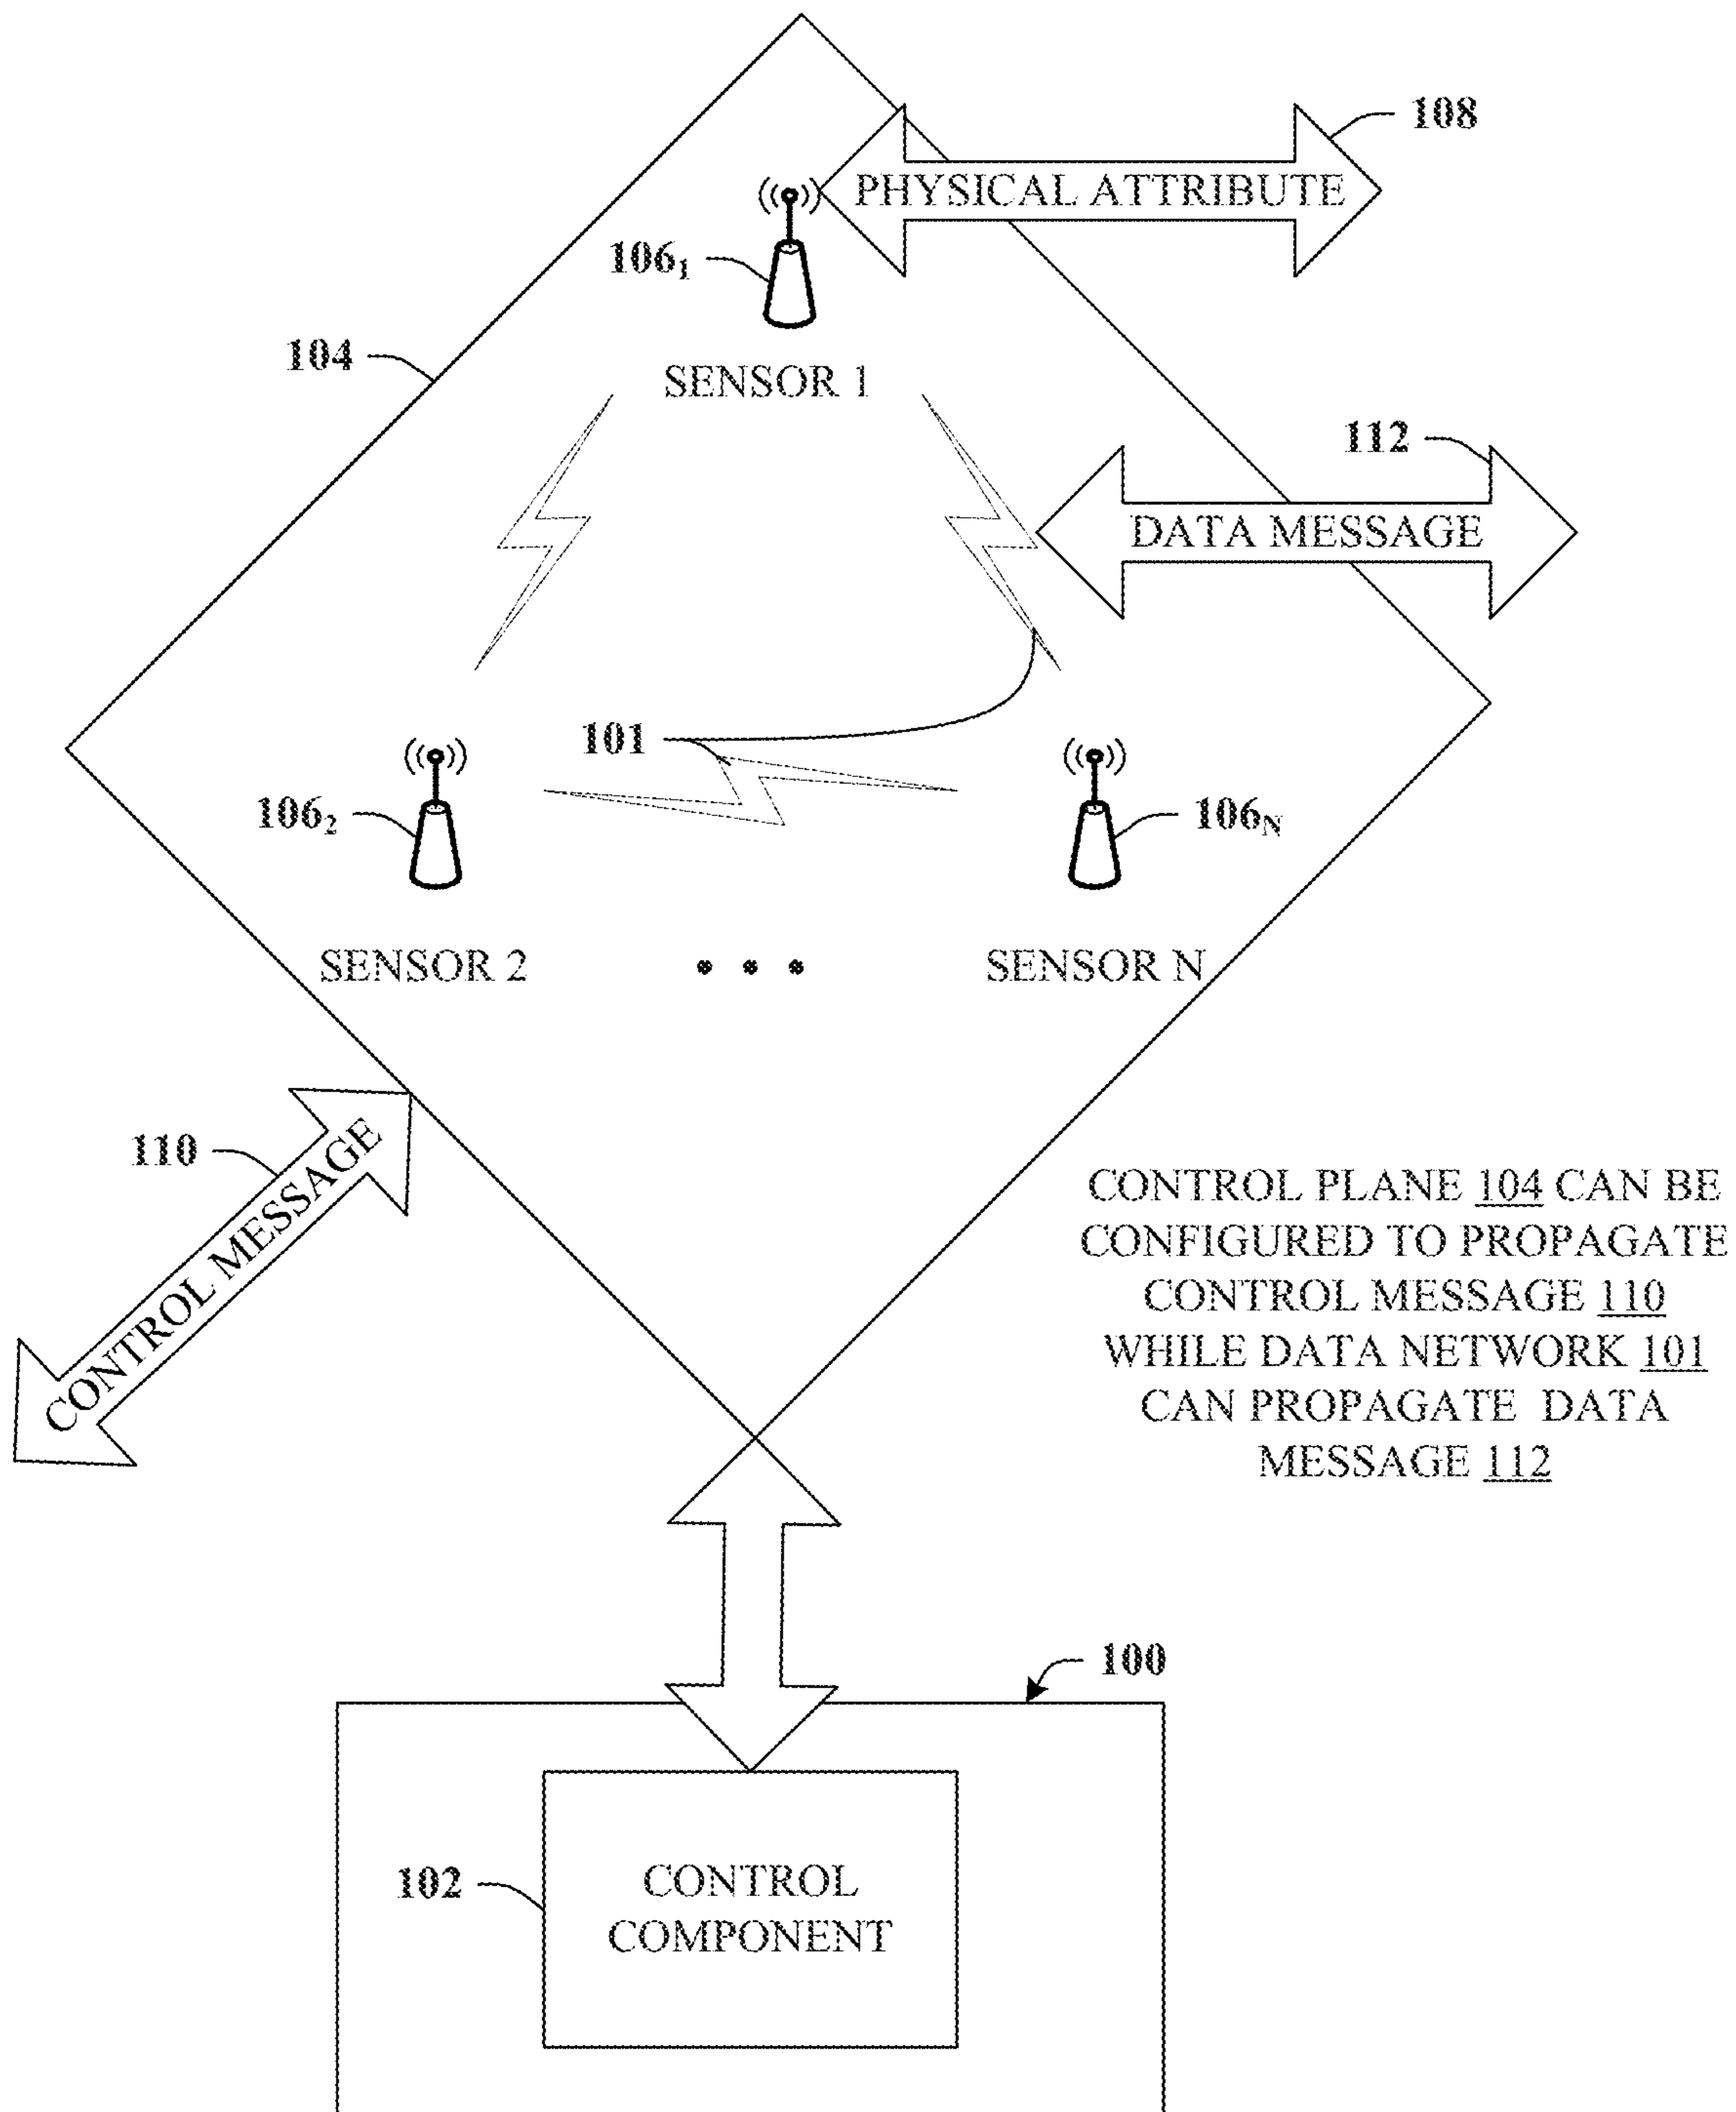 108
PHYSICAL ATTRIBUTE
106₁
104
SENSOR 1
112
DATA MESSAGE
101
106₂
106N
SENSOR 2
• • •
SENSOR N
110
CONTROL MESSAGE
CONTROL PLANE 104 CAN BE
CONFIGURED TO PROPAGATE
CONTROL MESSAGE 110
WHILE DATA NETWORK 101
CAN PROPAGATE DATA
MESSAGE 112
100
102
CONTROL
COMPONENT